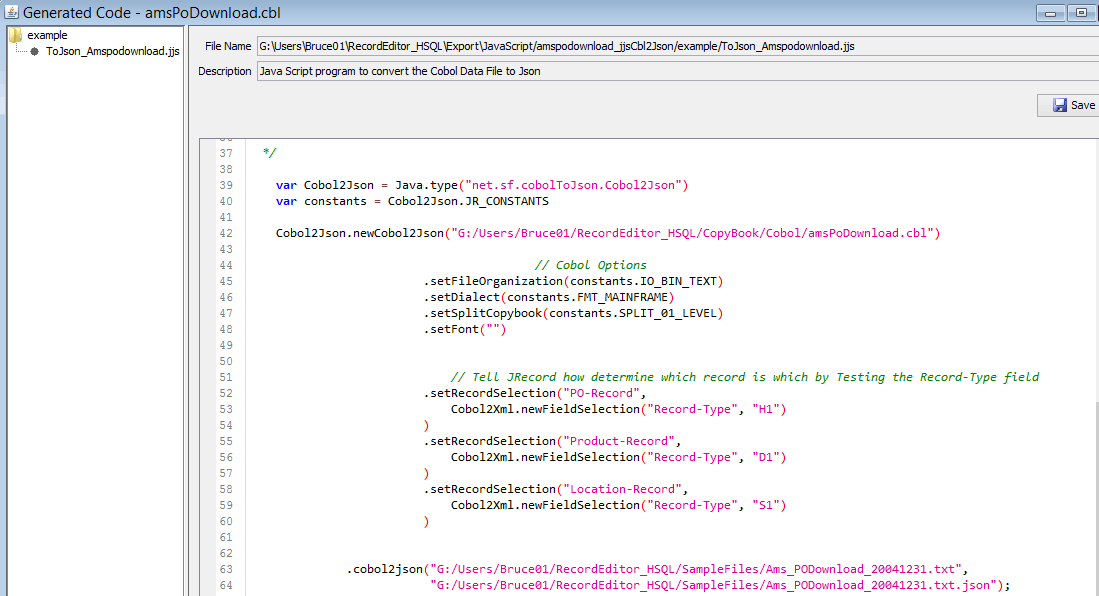 Generated Code - amsPoDownload.cbl
example
ToJson_Amspodownload.jjs
File Name G:\Users\Bruce01\RecordEditor_HSQL\Export\JavaScript/amspodownload_jjsCbl2Json/example/ToJson_Amspodownload.jjs
Description Java Script program to convert the Cobol Data File to Json
Save
37 */
38
39 var Cobol2Json = Java.type("net.sf.cobolToJson.Cobol2Json")
40 var constants = Cobol2Json.JR_CONSTANTS
41
42 Cobol2Json.newCobol2Json("G:/Users/Bruce01/RecordEditor_HSQL/CopyBook/Cobol/amsPoDownload.cbl")
43
44 // Cobol Options
45 .setFileOrganization(constants.IO_BIN_TEXT)
46 .setDialect(constants.FMT_MAINFRAME)
47 .setSplitCopybook(constants.SPLIT_01_LEVEL)
48 .setFont("")
49
50
51 // Tell JRecord how determine which record is which by Testing the Record-Type field
52 .setRecordSelection("PO-Record",
53 Cobol2Xml.newFieldSelection("Record-Type", "H1")
54 )
55 .setRecordSelection("Product-Record",
56 Cobol2Xml.newFieldSelection("Record-Type", "D1")
57 )
58 .setRecordSelection("Location-Record",
59 Cobol2Xml.newFieldSelection("Record-Type", "S1")
60 )
61
62
63 .cobol2json("G:/Users/Bruce01/RecordEditor_HSQL/SampleFiles/Ams_PODownload_20041231.txt",
64 "G:/Users/Bruce01/RecordEditor_HSQL/SampleFiles/Ams_PODownload_20041231.txt.json");